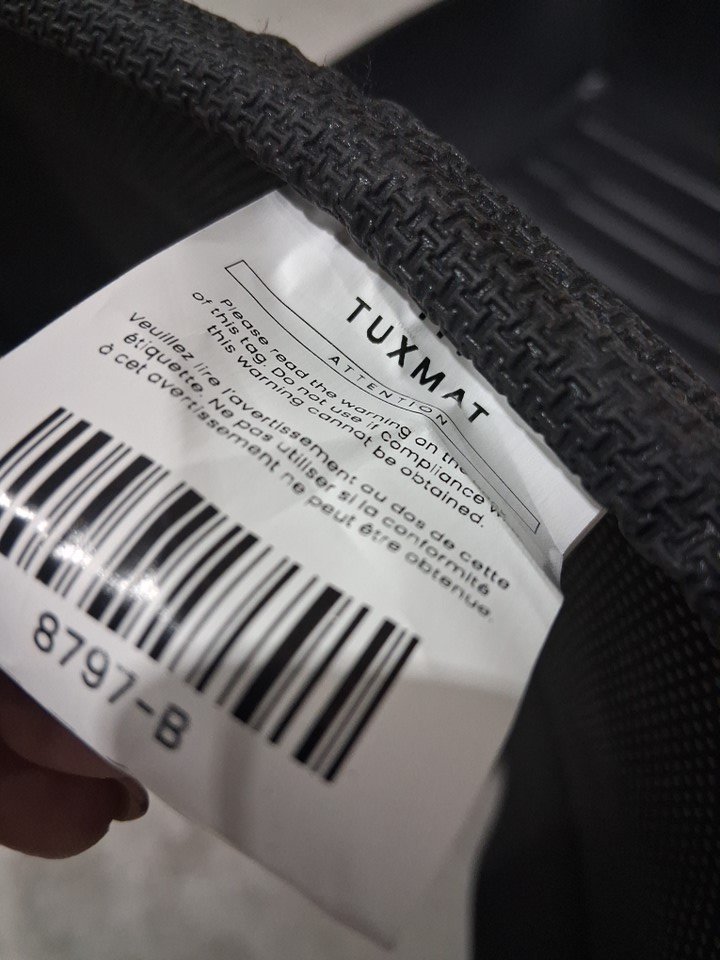 TUXMAT
ATTENTION
Please read the warning on the
of this tag. Do not use if compliance w
this warning cannot be obtained.
Veuillez lire l'avertissement au dos de cette
étiquette. Ne pas utiliser si la conformité
à cet avertissement ne peut être obtenue.
8797-B